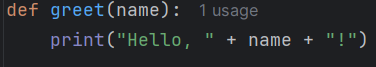 def greet(name): 1 usage
    print("Hello, " + name + "!")